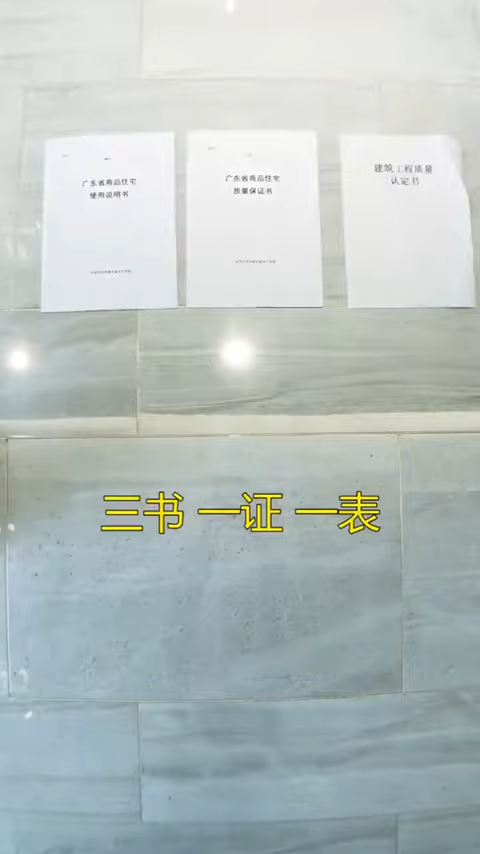 广东省商品住宅
使用说明书
广东省商品住宅
质量保证书
建筑工程质量
认定书
三书 一证 一表